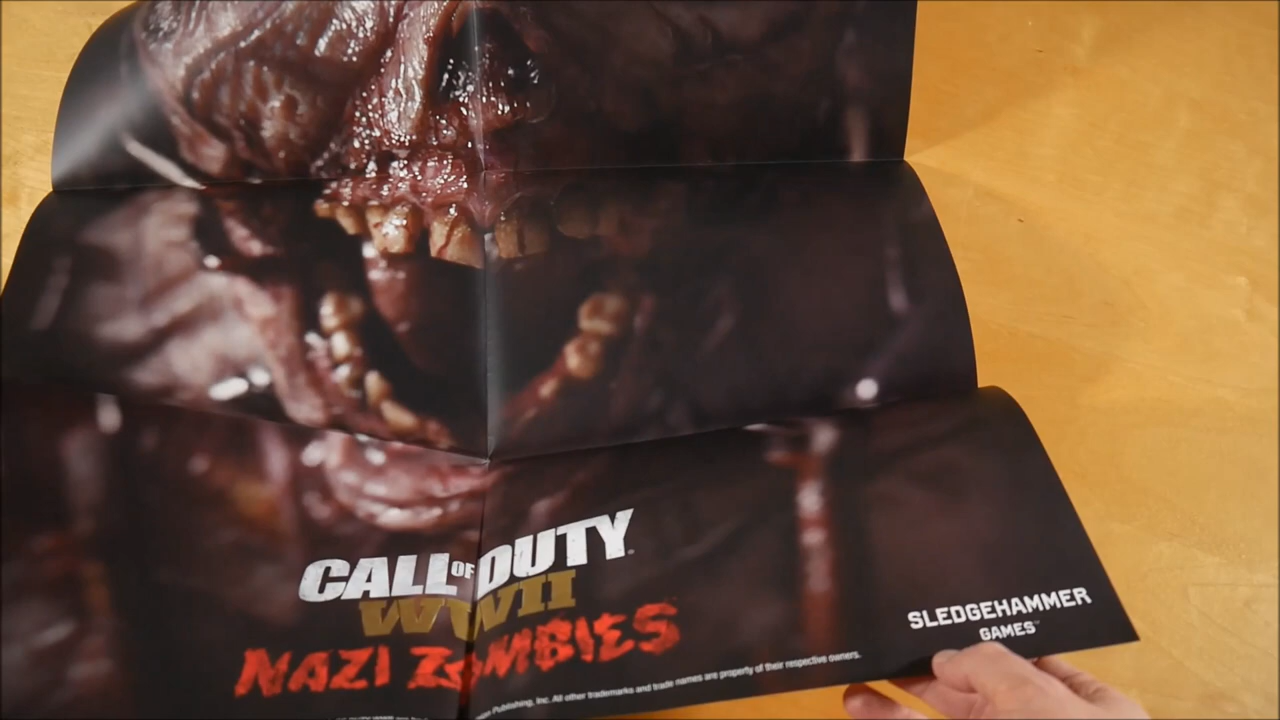 CALL OF DUTY
WWII
NAZI ZOMBIES
SLEDGEHAMMER
GAMES™
Publishing, Inc. All other trademarks and trade names are property of their respective owners.